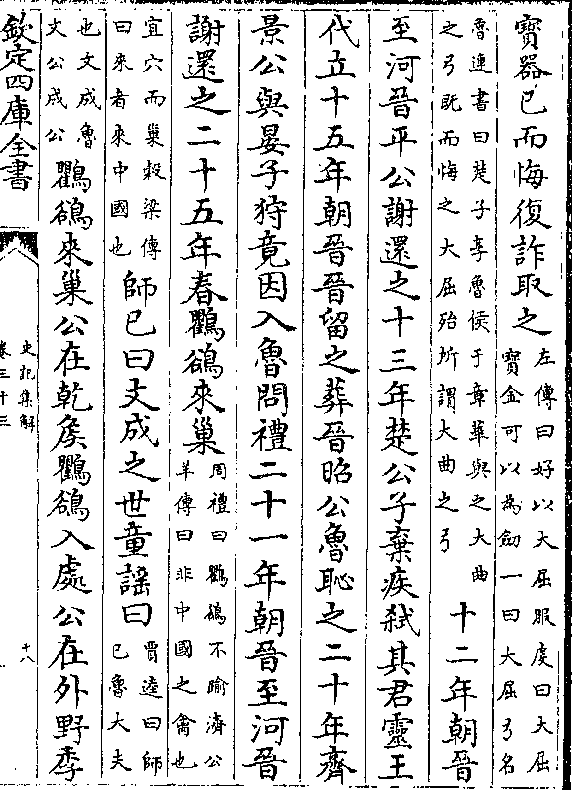 寶器已而悔復詐取之左傳曰好以大屈服虔曰大屈寶金可以為劒一曰大屈弓名
魯連書曰楚子享魯侯于章華與之大曲之弓既而悔之大屈殆所謂大曲之弓十二年朝晉
至河晉平公謝還之十三年楚公子棄疾弑其君靈王
代立十五年朝晉晉留之葬晉昭公魯恥之二十年齊
景公與晏子狩竟因入魯問禮二十一年朝晉至河晉
謝還之二十五年春鸜鵒來巢周禮曰鸜鵒不踰濟公羊傳曰非中國之禽也
宜穴而巢穀梁傳曰來者來中國也師已曰文成之世童謡曰賈逵曰師已魯大夫
也文成魯文公成公鸜鵒來巢公在乾矦鸜鵒入處公在外野季
欽定四庫全書
史記集解
卷三十三
十八